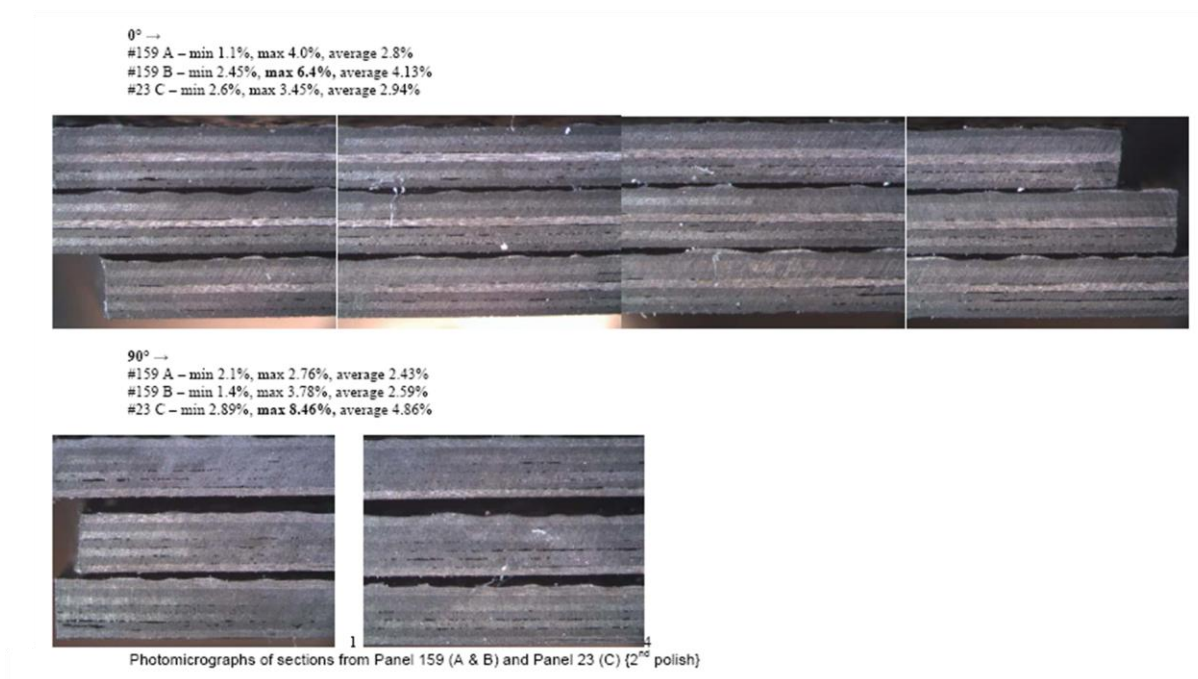 0° →
#159 A – min 1.1%, max 4.0%, average 2.8%
#159 B – min 2.45%, max 6.4%, average 4.13%
#23 C – min 2.6%, max 3.45%, average 2.94%
90° →
#159 A – min 2.1%, max 2.76%, average 2.43%
#159 B – min 1.4%, max 3.78%, average 2.59%
#23 C – min 2.89%, max 8.46%, average 4.86%
1 4
Photomicrographs of sections from Panel 159 (A & B) and Panel 23 (C) {2nd polish}